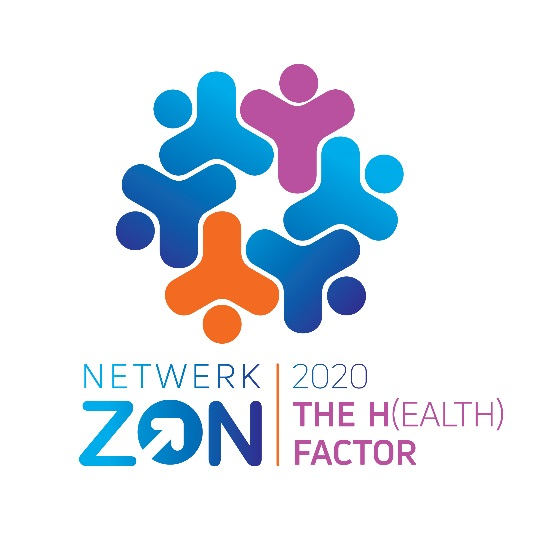 NETWERK
ZON
2020
THE H(EALTH)
FACTOR